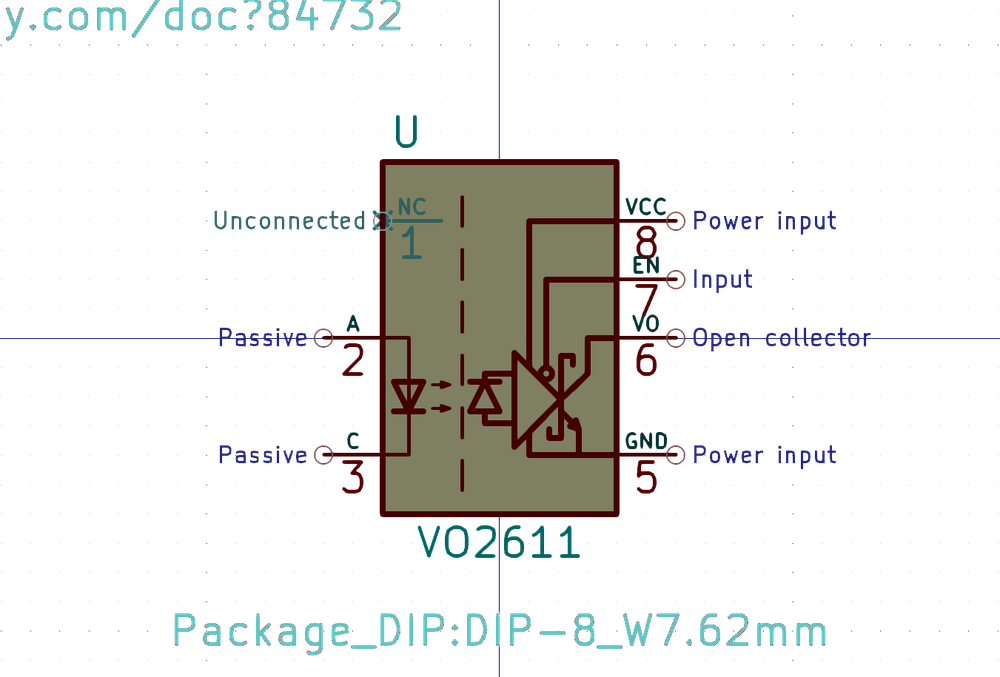 y.com/doc?84732
U
Unconnected NC VCC Power input
1 8
EN Input
7
Passive A VO Open collector
2 6
Passive C GND Power input
3 5
VO2611
Package_DIP:DIP-8_W7.62mm